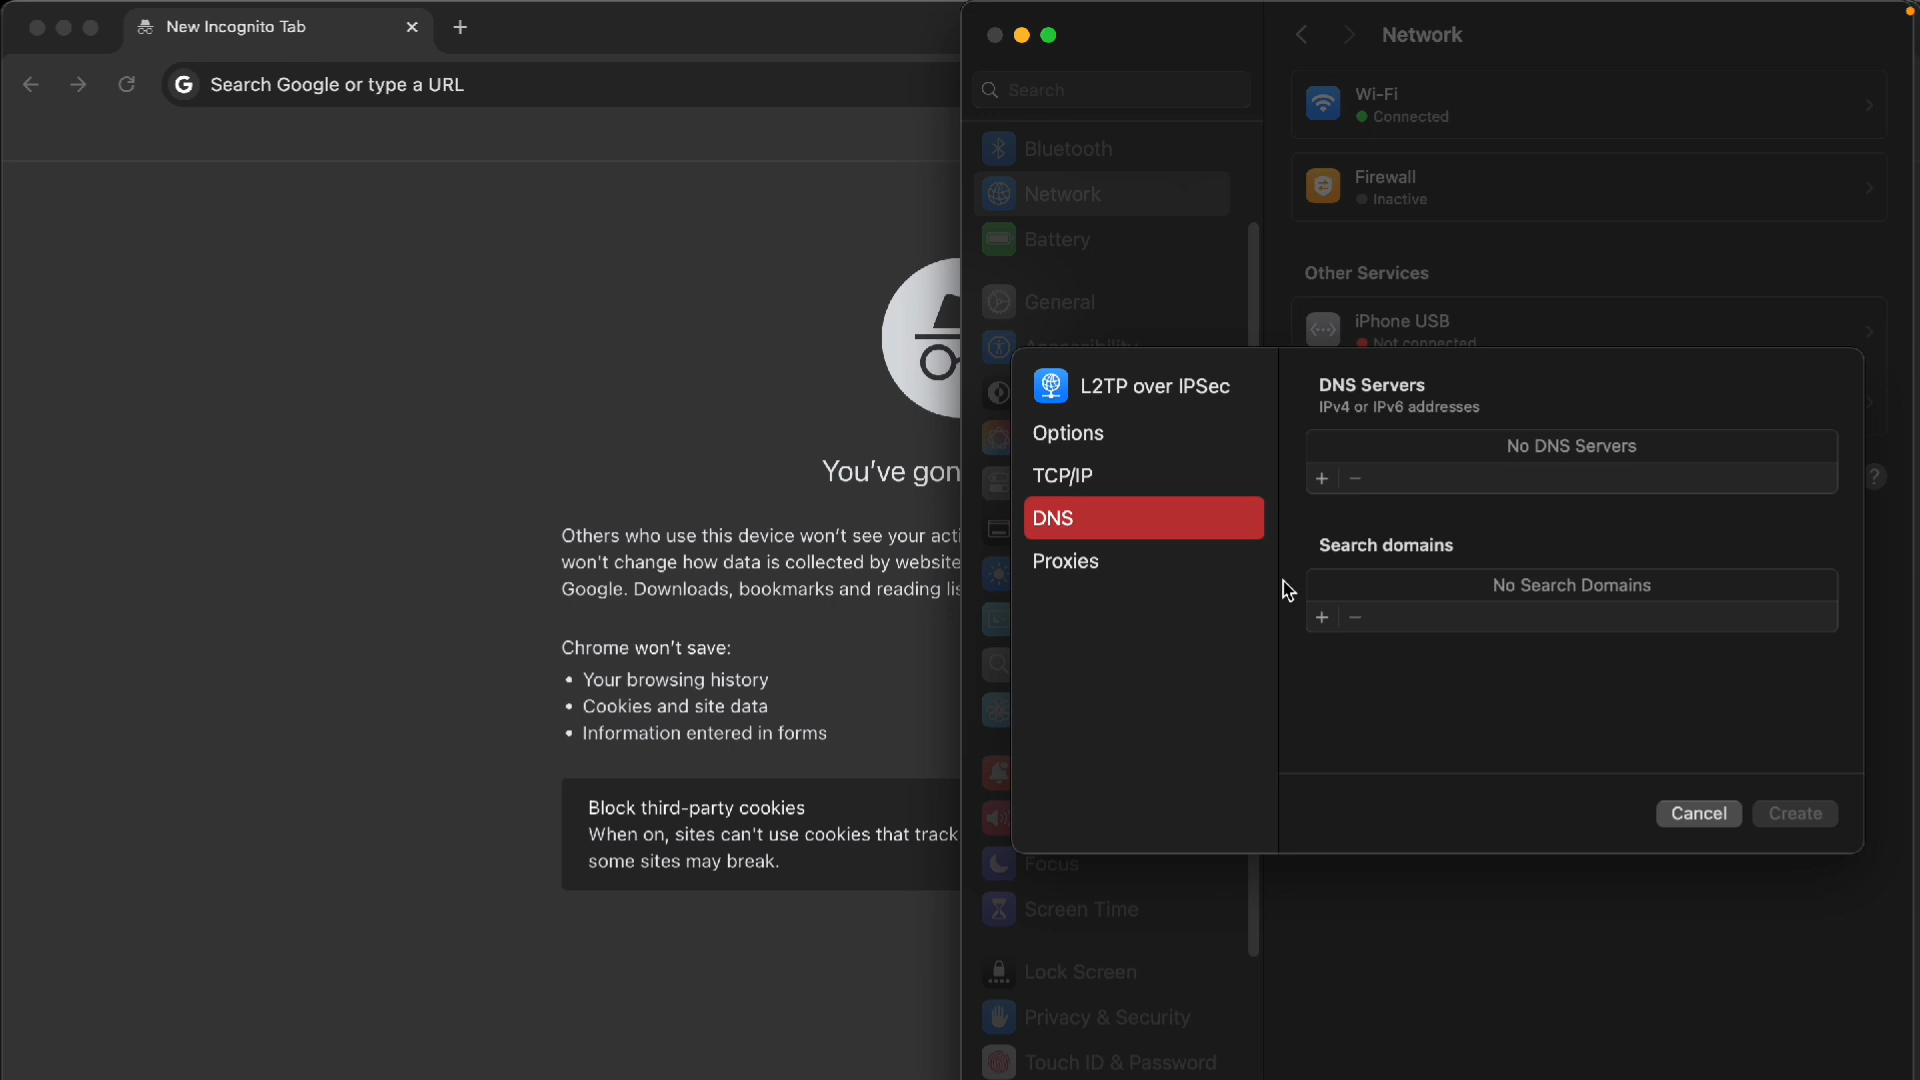 New Incognito Tab
Search Google or type a URL
You've gon
Others who use this device won't see your acti
won't change how data is collected by website
Google. Downloads, bookmarks and reading lis
Chrome won't save:
• Your browsing history
• Cookies and site data
• Information entered in forms
Block third-party cookies
When on, sites can't use cookies that track
some sites may break.
Search
Bluetooth
Network
Battery
General
Accessibility
Focus
Screen Time
Lock Screen
Privacy & Security
Touch ID & Password
Network
Wi-Fi
Connected
Firewall
Inactive
Other Services
iPhone USB
Not connected
?
L2TP over IPSec
Options
TCP/IP
DNS
Proxies
DNS Servers
IPv4 or IPv6 addresses
No DNS Servers
+ −
Search domains
No Search Domains
+ −
Cancel
Create